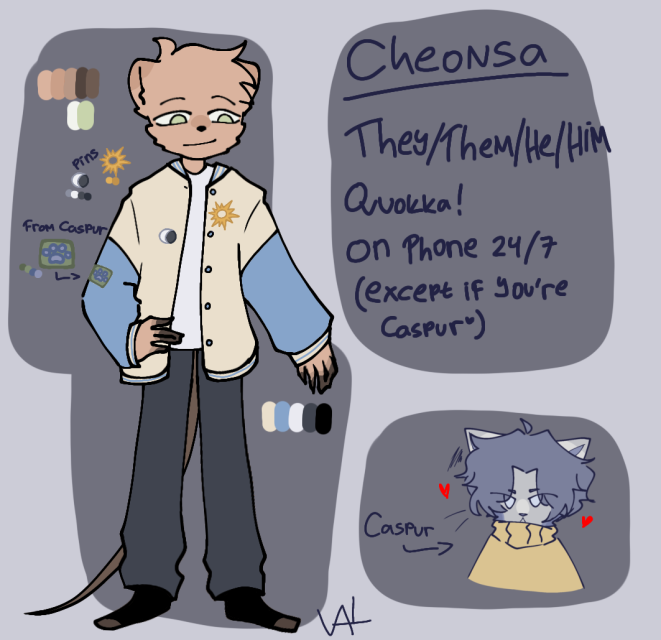 Cheonsa
They/Them/He/Him
Quokka!
on phone 24/7
(except if you're
Caspur♥)
Pins
From Caspur
Caspur
VAL